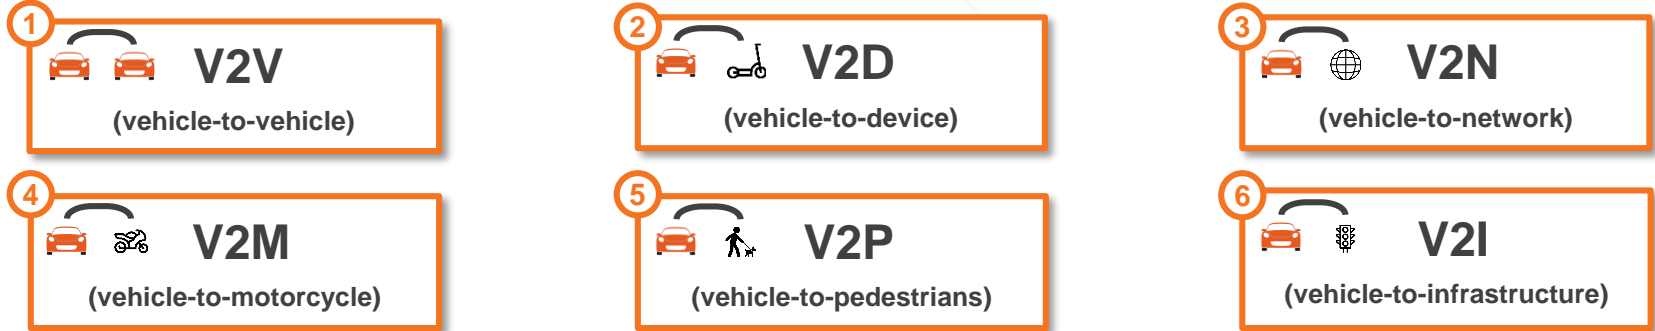 1
V2V
(vehicle-to-vehicle)
2
V2D
(vehicle-to-device)
3
V2N
(vehicle-to-network)
4
V2M
(vehicle-to-motorcycle)
5
V2P
(vehicle-to-pedestrians)
6
V2I
(vehicle-to-infrastructure)